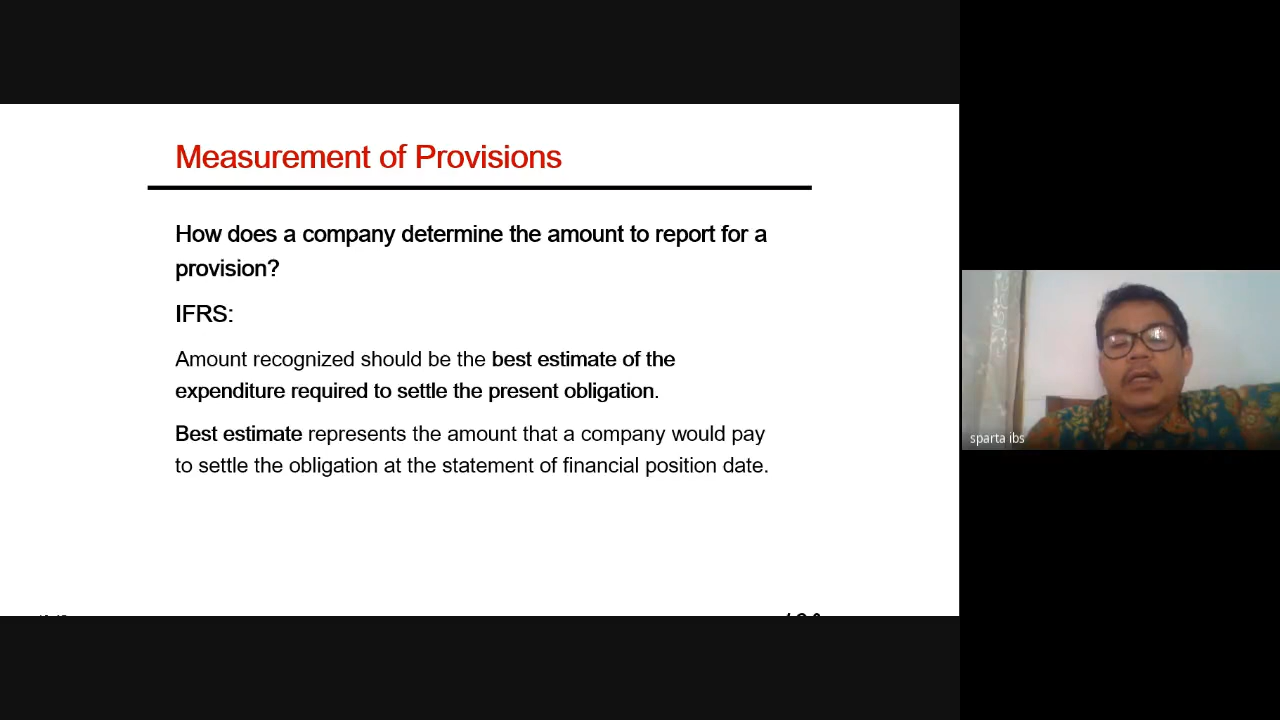 Measurement of Provisions
How does a company determine the amount to report for a
provision?
IFRS:
Amount recognized should be the best estimate of the
expenditure required to settle the present obligation.
Best estimate represents the amount that a company would pay
to settle the obligation at the statement of financial position date.
sparta ibs